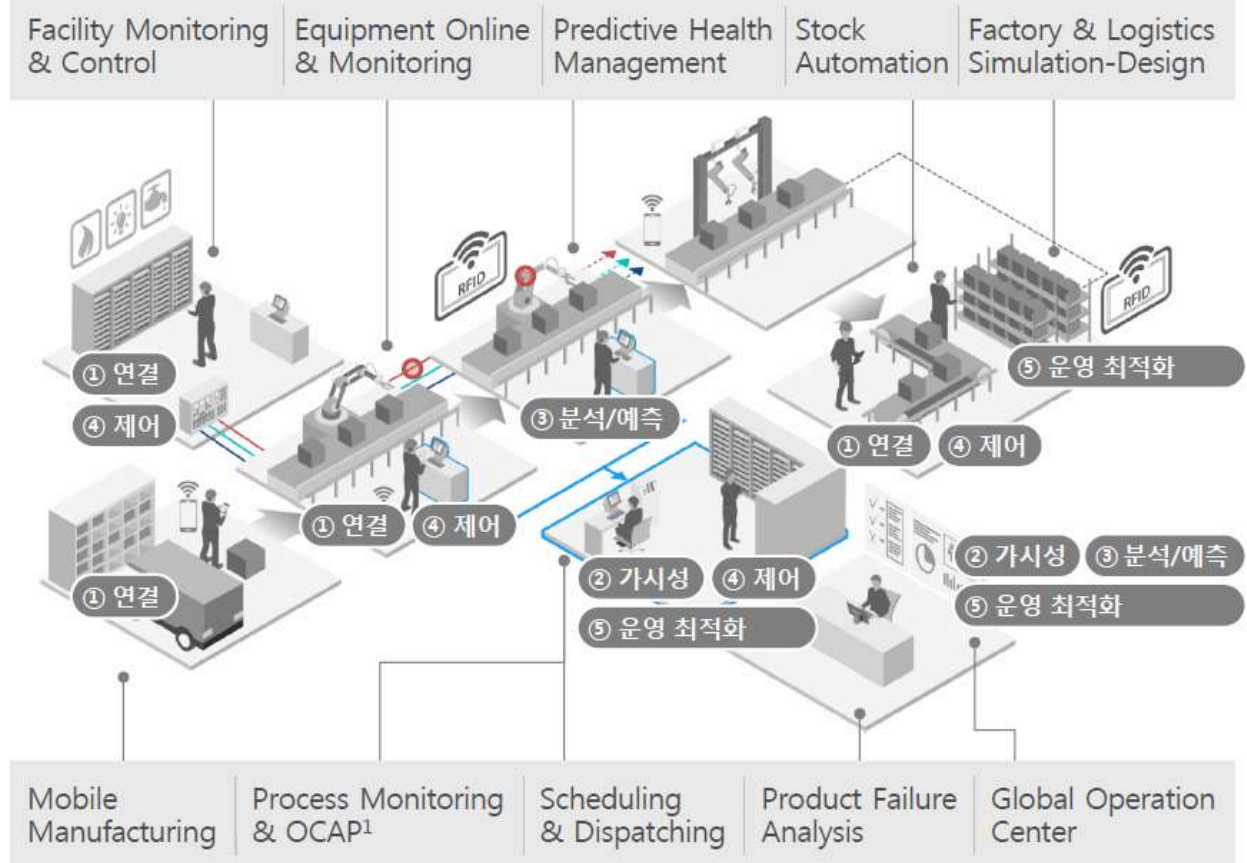 Facility Monitoring
& Control
Equipment Online
& Monitoring
Predictive Health
Management
Stock
Automation
Factory & Logistics
Simulation-Design
RFID
RFID
① 연결
④ 제어
③ 분석/예측
⑤ 운영 최적화
① 연결
④ 제어
① 연결
④ 제어
① 연결
② 가시성
④ 제어
⑤ 운영 최적화
② 가시성
③ 분석/예측
⑤ 운영 최적화
Mobile
Manufacturing
Process Monitoring
& OCAP¹
Scheduling
& Dispatching
Product Failure
Analysis
Global Operation
Center